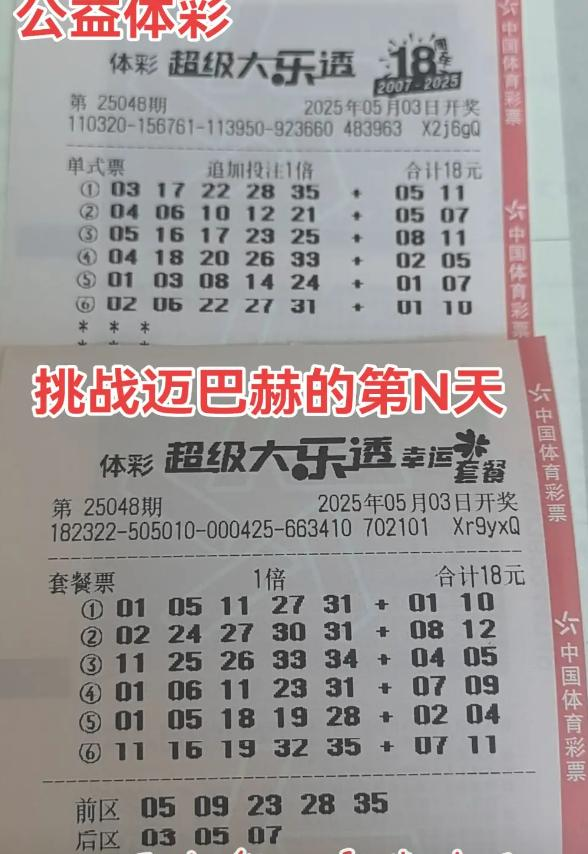 公益体彩
体彩 超级大乐透 18周年
2007-2025
第 25048期 2025年05月03日开奖
110320-156761-113950-923660 483963 X2j6gQ
单式票 追加投注1倍 合计18元
① 03 17 22 28 35 + 05 11
② 04 06 10 12 21 + 05 07
③ 05 16 17 23 25 + 08 11
④ 04 18 20 26 33 + 02 05
⑤ 01 03 08 14 24 + 01 07
⑥ 02 06 22 27 31 + 01 10
* * *
中国体育彩票
中国体育彩票
挑战迈巴赫的第N天
体彩 超级大乐透 幸运套餐
第 25048期 2025年05月03日开奖
182322-505010-000425-663410 702101 Xr9yxQ
套餐票 1倍 合计18元
① 01 05 11 27 31 + 01 10
② 02 24 27 30 31 + 08 12
③ 11 25 26 33 34 + 04 05
④ 01 06 11 23 31 + 07 09
⑤ 01 05 18 19 28 + 02 04
⑥ 11 16 19 32 35 + 07 11
前区 05 09 23 28 35
后区 03 05 07
中国体育彩票
中国体育彩票